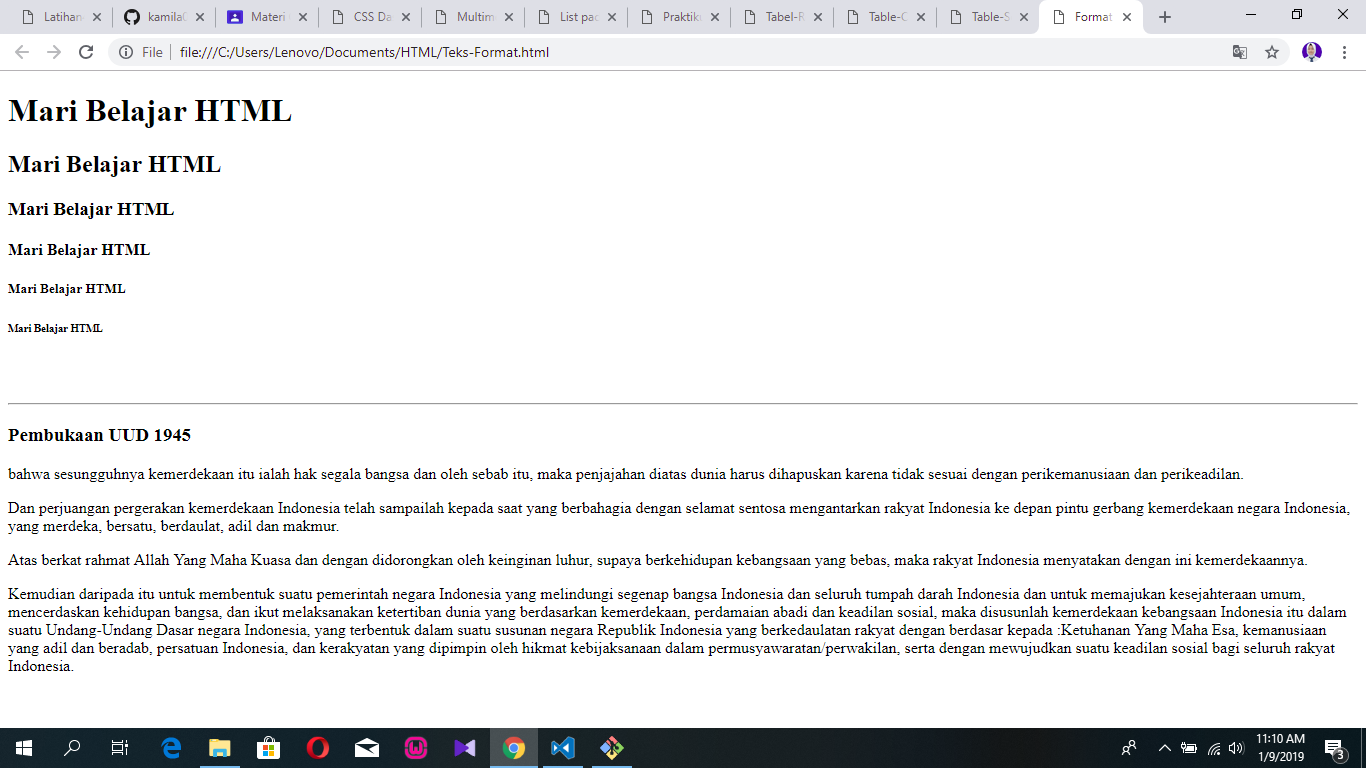 Latihan
kamila
Materi
CSS Da
Multim
List pac
Praktik
Tabel-R
Table-C
Table-S
Format
File
file:///C:/Users/Lenovo/Documents/HTML/Teks-Format.html
Mari Belajar HTML
Mari Belajar HTML
Mari Belajar HTML
Mari Belajar HTML
Mari Belajar HTML
Mari Belajar HTML
Pembukaan UUD 1945
bahwa sesungguhnya kemerdekaan itu ialah hak segala bangsa dan oleh sebab itu, maka penjajahan diatas dunia harus dihapuskan karena tidak sesuai dengan perikemanusiaan dan perikeadilan.
Dan perjuangan pergerakan kemerdekaan Indonesia telah sampailah kepada saat yang berbahagia dengan selamat sentosa mengantarkan rakyat Indonesia ke depan pintu gerbang kemerdekaan negara Indonesia,
yang merdeka, bersatu, berdaulat, adil dan makmur.
Atas berkat rahmat Allah Yang Maha Kuasa dan dengan didorongkan oleh keinginan luhur, supaya berkehidupan kebangsaan yang bebas, maka rakyat Indonesia menyatakan dengan ini kemerdekaannya.
Kemudian daripada itu untuk membentuk suatu pemerintah negara Indonesia yang melindungi segenap bangsa Indonesia dan seluruh tumpah darah Indonesia dan untuk memajukan kesejahteraan umum,
mencerdaskan kehidupan bangsa, dan ikut melaksanakan ketertiban dunia yang berdasarkan kemerdekaan, perdamaian abadi dan keadilan sosial, maka disusunlah kemerdekaan kebangsaan Indonesia itu dalam
suatu Undang-Undang Dasar negara Indonesia, yang terbentuk dalam suatu susunan negara Republik Indonesia yang berkedaulatan rakyat dengan berdasar kepada :Ketuhanan Yang Maha Esa, kemanusiaan
yang adil dan beradab, persatuan Indonesia, dan kerakyatan yang dipimpin oleh hikmat kebijaksanaan dalam permusyawaratan/perwakilan, serta dengan mewujudkan suatu keadilan sosial bagi seluruh rakyat
Indonesia.
11:10 AM
1/9/2019
3